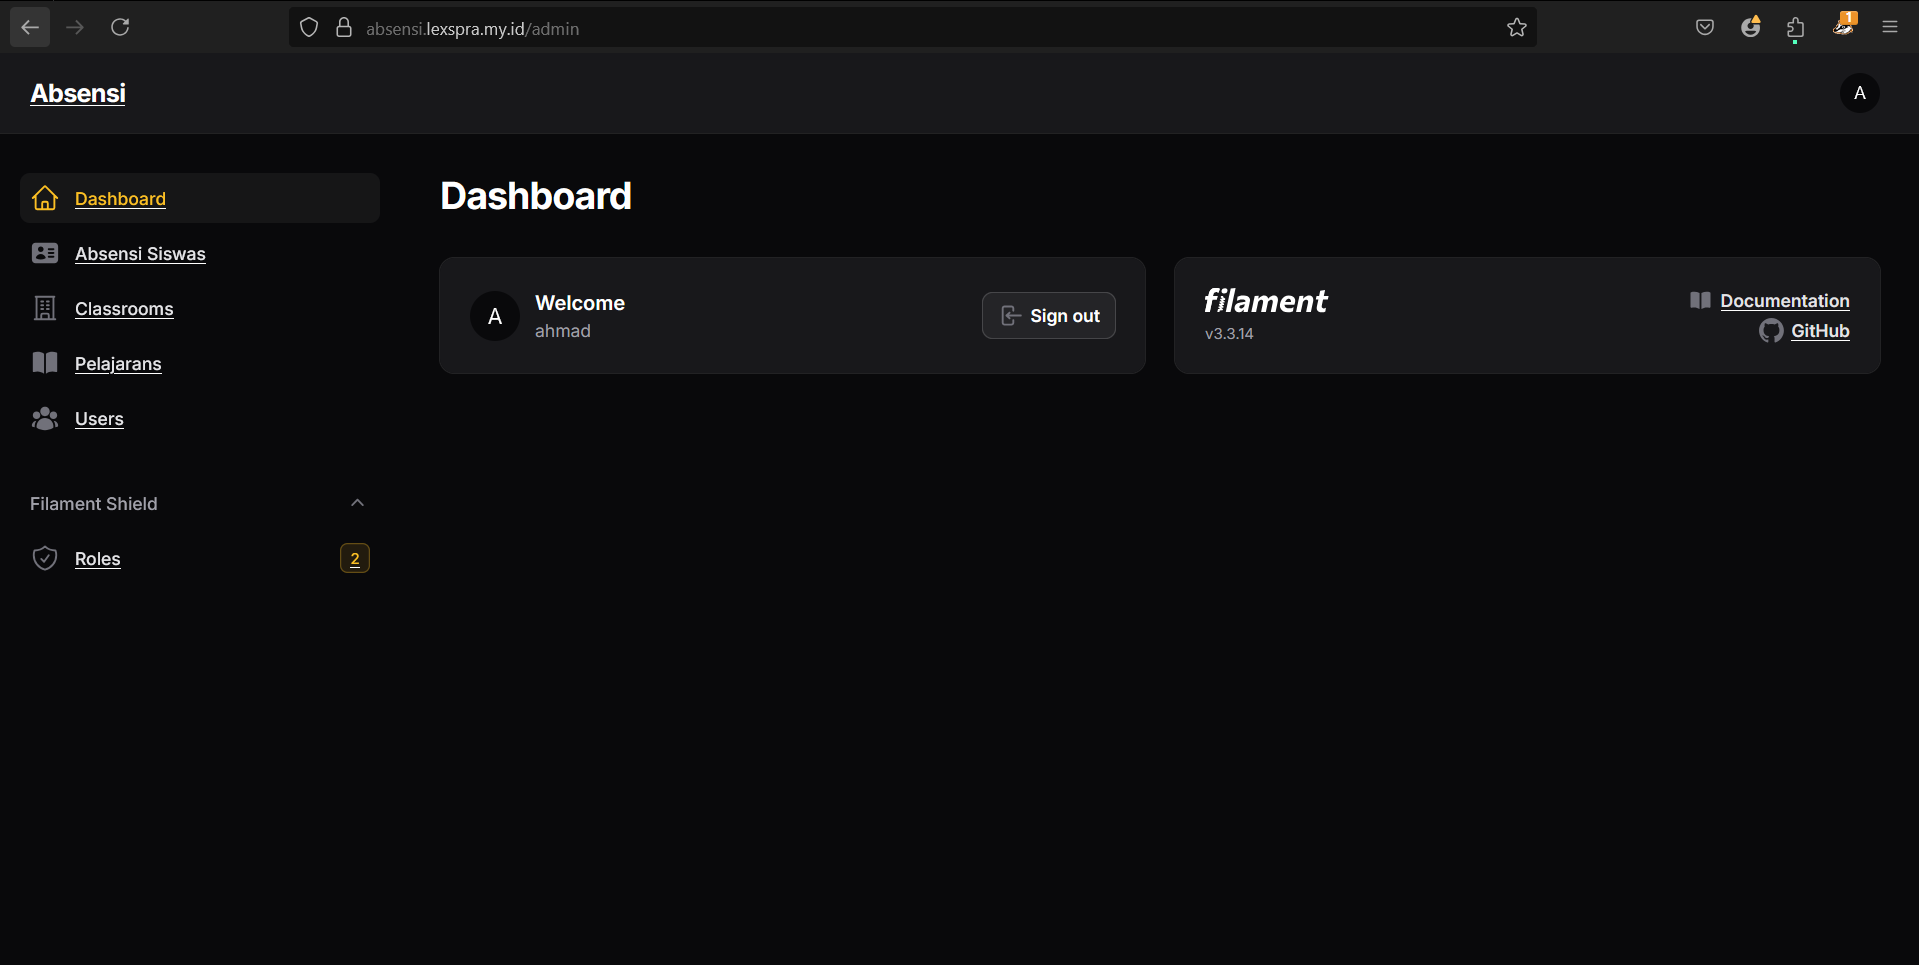 absensi.lexspra.my.id/admin
1
Absensi
A
Dashboard
Absensi Siswas
Classrooms
Pelajarans
Users
Filament Shield
Roles
2
Dashboard
A
Welcome
ahmad
Sign out
filament
v3.3.14
Documentation
GitHub